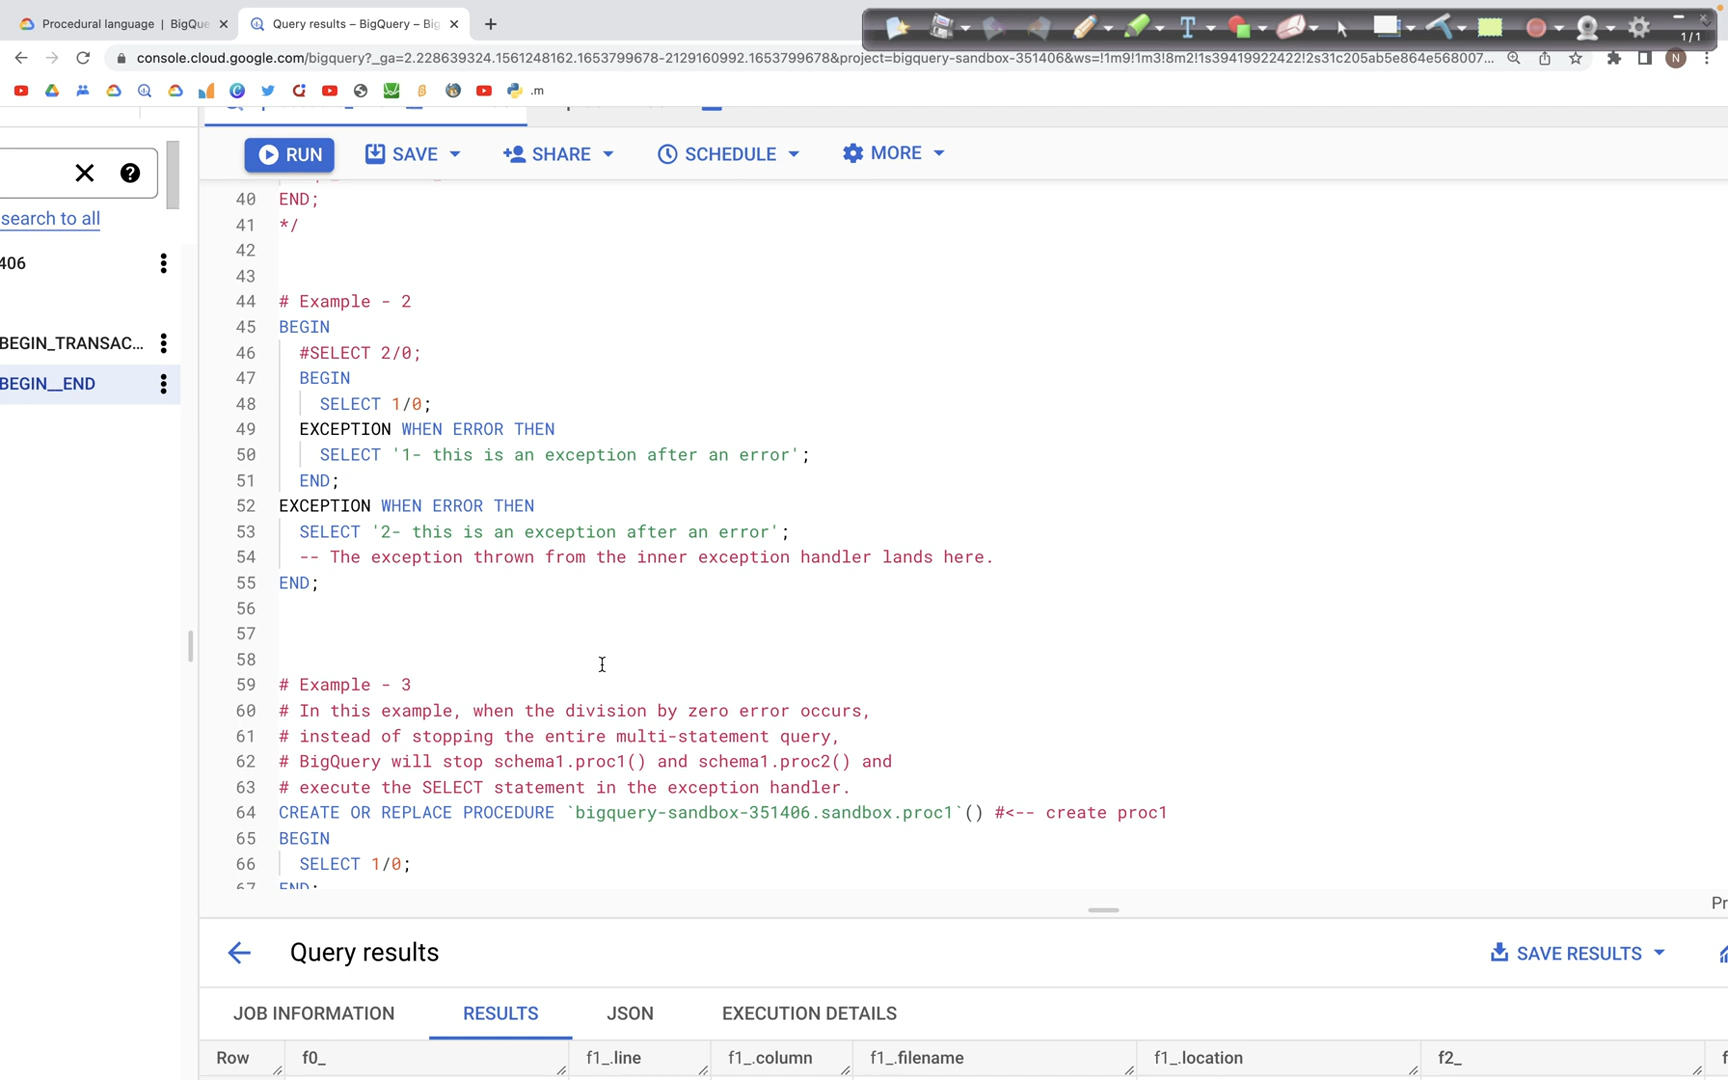 Procedural language | BigQue
Query results – BigQuery – Big
1/1
console.cloud.google.com/bigquery?_ga=2.228639324.1561248162.1653799678-2129160992.1653799678&project=bigquery-sandbox-351406&ws=!1m9!1m3!8m2!1s39419922422!2s31c205ab5e864e568007...
N
.m
RUN
SAVE
SHARE
SCHEDULE
MORE
search to all
406
BEGIN_TRANSAC...
BEGIN__END
40 END;
41 */
42
43
44 # Example - 2
45 BEGIN
46 #SELECT 2/0;
47 BEGIN
48 SELECT 1/0;
49 EXCEPTION WHEN ERROR THEN
50 SELECT '1- this is an exception after an error';
51 END;
52 EXCEPTION WHEN ERROR THEN
53 SELECT '2- this is an exception after an error';
54 -- The exception thrown from the inner exception handler lands here.
55 END;
56
57
58
59 # Example - 3
60 # In this example, when the division by zero error occurs,
61 # instead of stopping the entire multi-statement query,
62 # BigQuery will stop schema1.proc1() and schema1.proc2() and
63 # execute the SELECT statement in the exception handler.
64 CREATE OR REPLACE PROCEDURE `bigquery-sandbox-351406.sandbox.proc1`() #<-- create proc1
65 BEGIN
66 SELECT 1/0;
67 END;
Pr
Query results
SAVE RESULTS
JOB INFORMATION
RESULTS
JSON
EXECUTION DETAILS
Row
f0_
f1_.line
f1_.column
f1_.filename
f1_.location
f2_
f